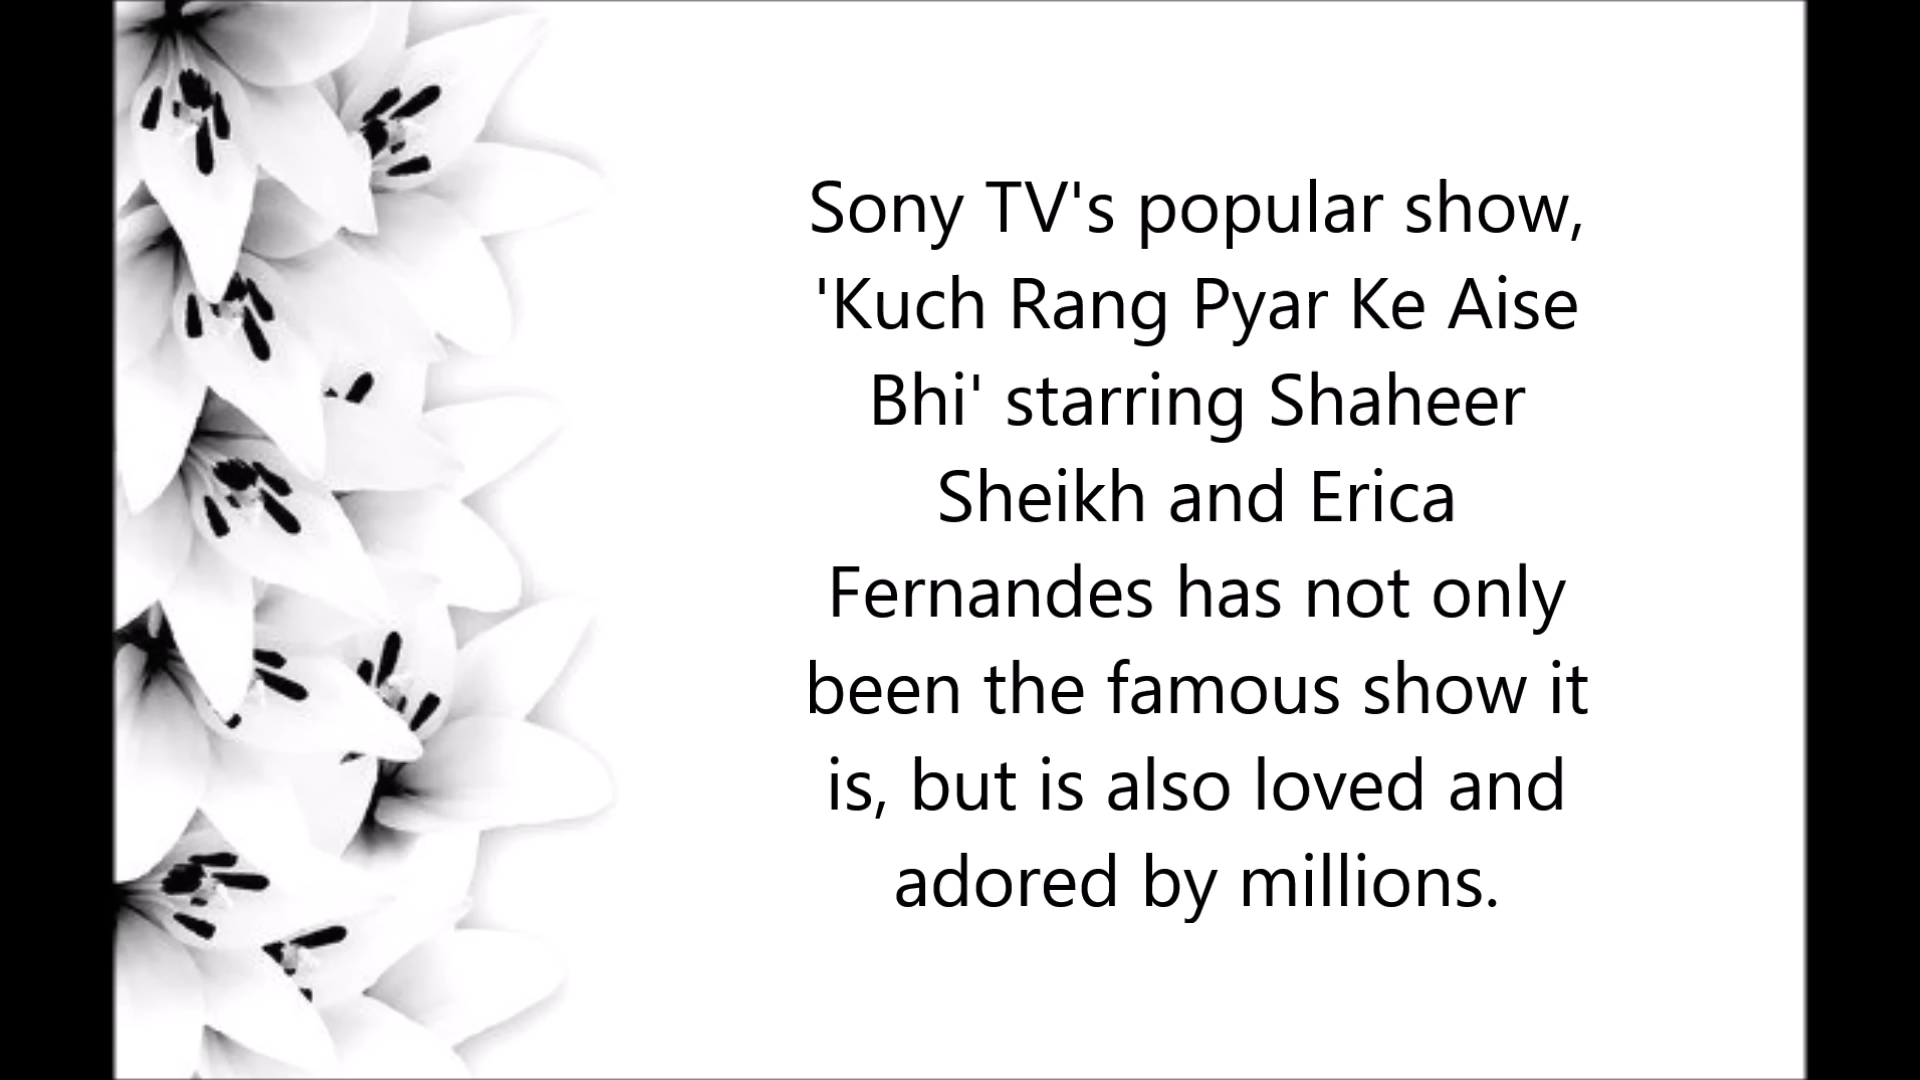 Sony TV's popular show,
'Kuch Rang Pyar Ke Aise
Bhi' starring Shaheer
Sheikh and Erica
Fernandes has not only
been the famous show it
is, but is also loved and
adored by millions.